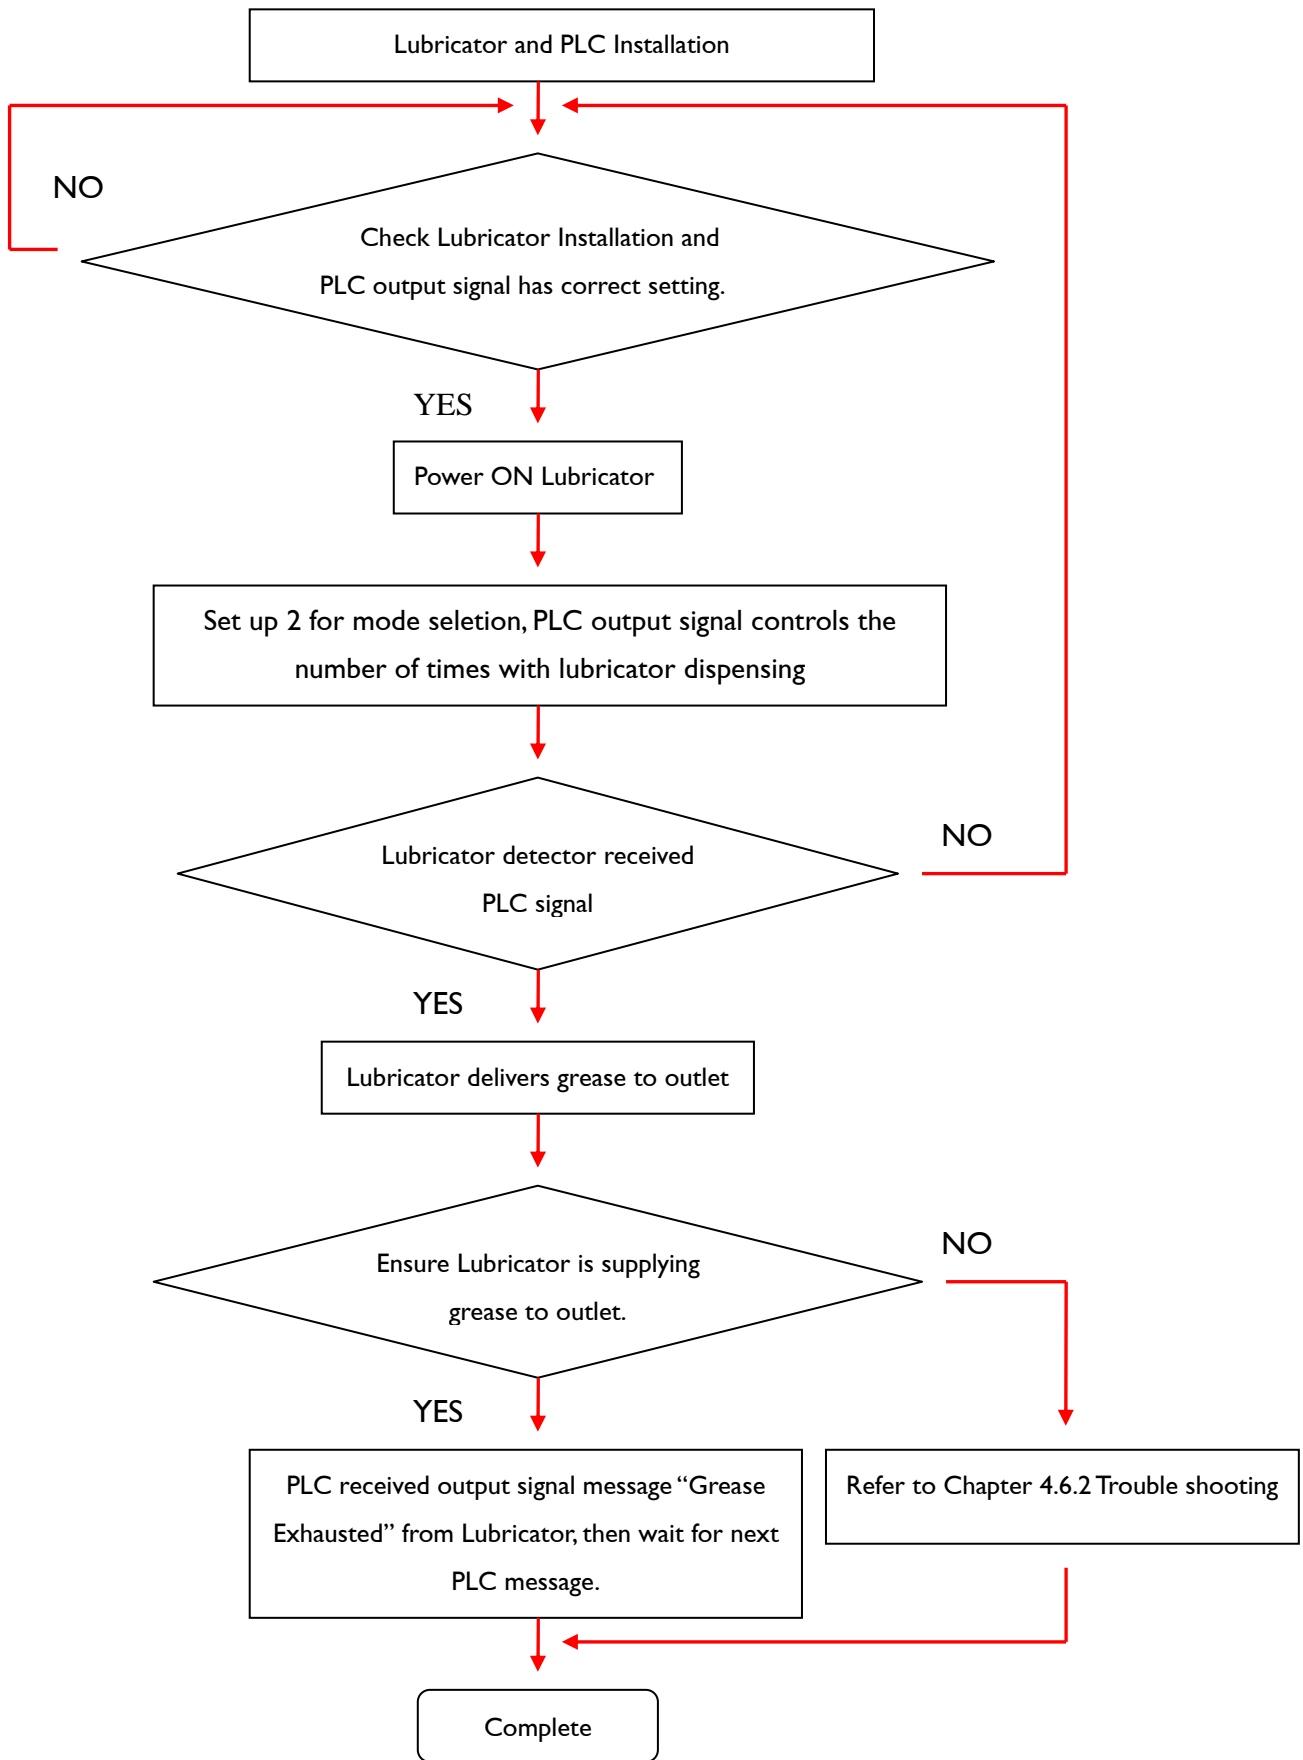 Lubricator and PLC Installation
NO
Check Lubricator Installation and
PLC output signal has correct setting.
YES
Power ON Lubricator
Set up 2 for mode seletion, PLC output signal controls the
number of times with lubricator dispensing
NO
Lubricator detector received
PLC signal
YES
Lubricator delivers grease to outlet
NO
Ensure Lubricator is supplying
grease to outlet.
YES
PLC received output signal message “Grease
Exhausted” from Lubricator, then wait for next
PLC message.
Refer to Chapter 4.6.2 Trouble shooting
Complete